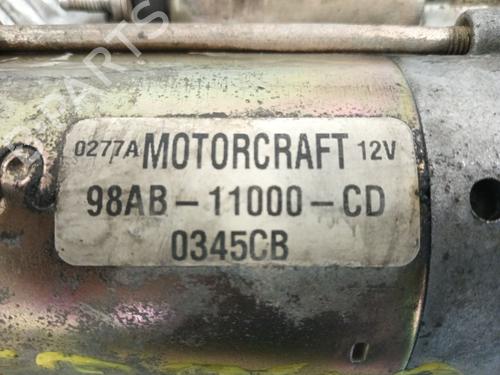 0277A MOTORCRAFT 12V
98AB-11000-CD
0345CB